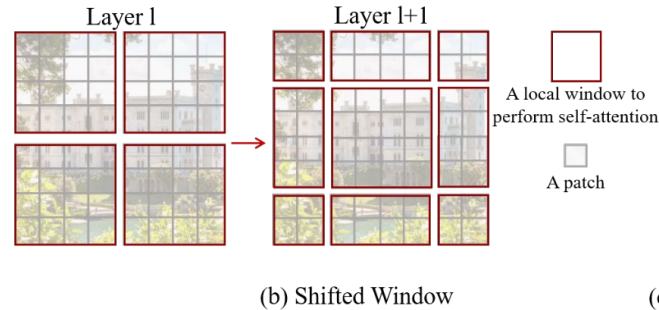 Layer l
Layer l+1
A local window to
perform self-attention
A patch
(b) Shifted Window
(c